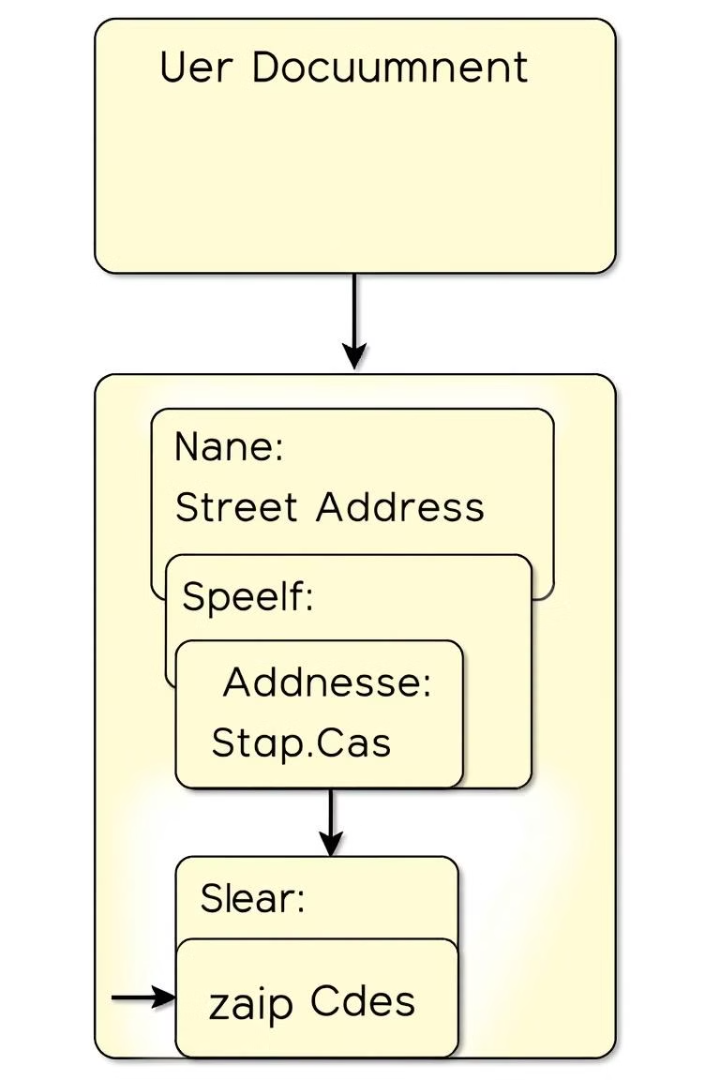 Uer Docuumnent
Nane:
Street Address
Speelf:
Addnesse:
Stap.Cas
Slear:
zaip Cdes